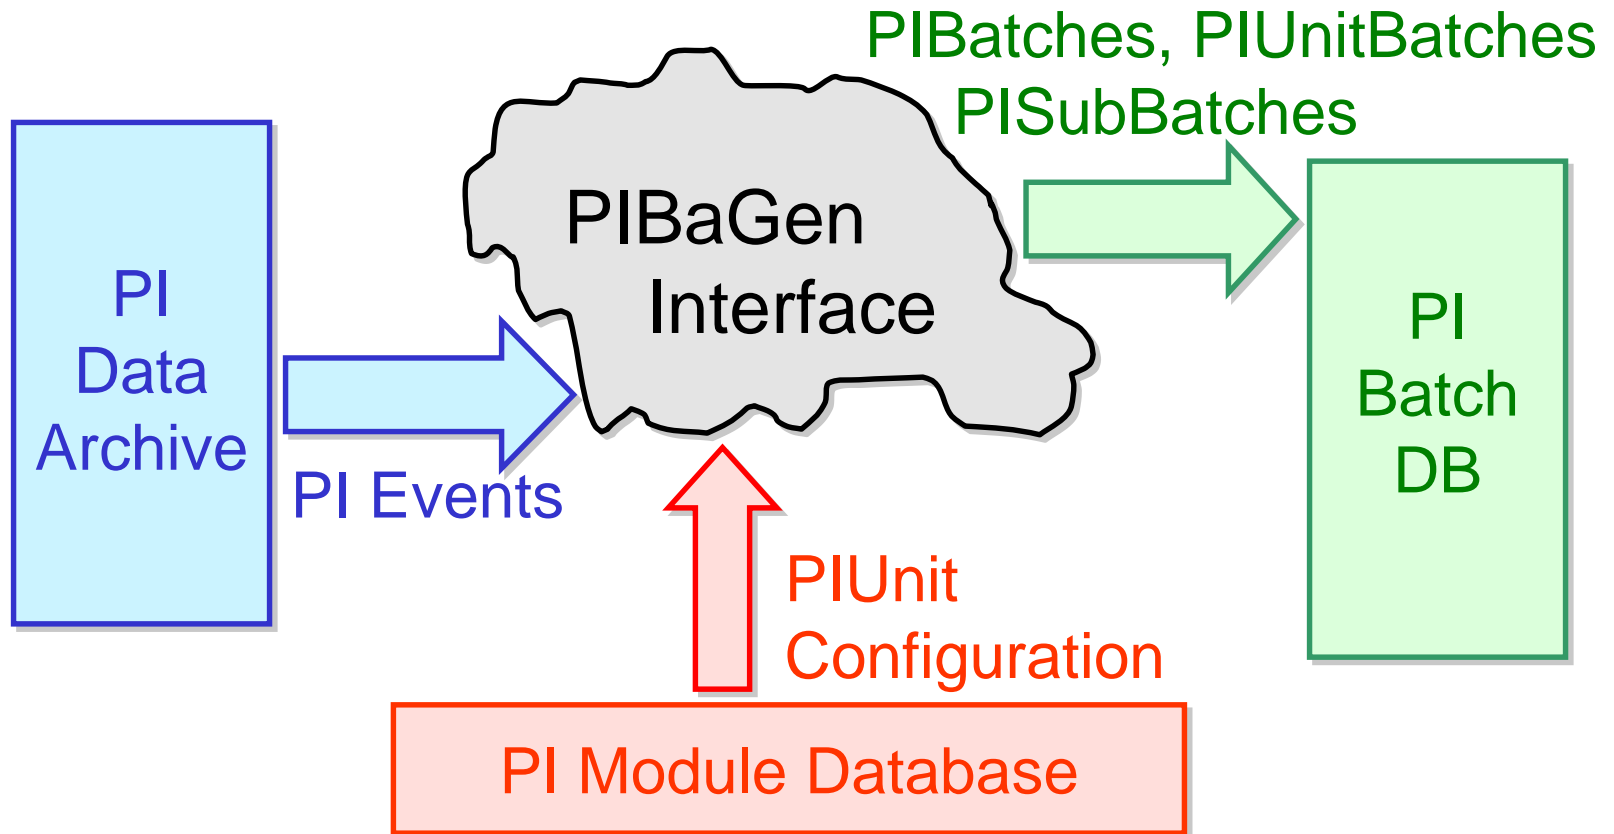 PIBatches, PIUnitBatches
PISubBatches
PIBaGen
Interface
PI
Data
Archive
PI Events
PI
Batch
DB
PIUnit
Configuration
PI Module Database